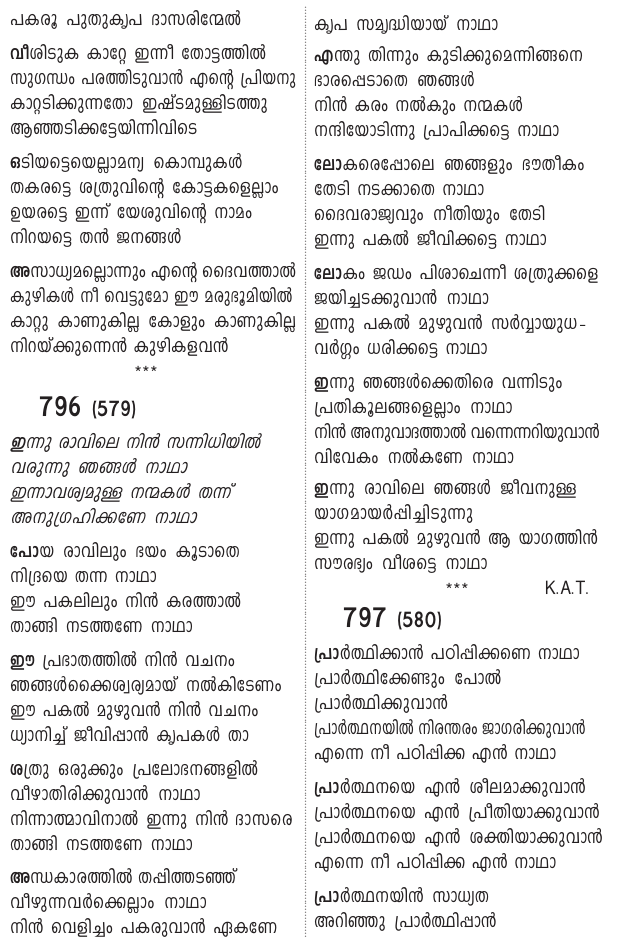 പകരൂ പുതുകൃപ ദാസരിന്മേൽ
വീശിടുക കാറ്റേ ഇന്നീ തോട്ടത്തിൽ
സുഗന്ധം പരത്തിടുവാൻ എന്റെ പ്രിയനു
കാറ്റടിക്കുന്നതോ ഇഷ്ടമുള്ളിടത്തു
ആഞ്ഞടിക്കട്ടേയിന്നിവിടെ
ഒടിയട്ടെയെല്ലാമന്യ കൊമ്പുകൾ
തകരട്ടെ ശത്രുവിന്റെ കോട്ടകളെല്ലാം
ഉയരട്ടെ ഇന്ന് യേശുവിന്റെ നാമം
നിറയട്ടെ തൻ ജനങ്ങൾ
അസാധ്യമല്ലൊന്നും എന്റെ ദൈവത്താൽ
കുഴികൾ നീ വെട്ടുമോ ഈ മരുഭൂമിയിൽ
കാറ്റു കാണുകില്ല കോളും കാണുകില്ല
നിറയ്ക്കുന്നെൻ കുഴികളവൻ
***
796 (579)
ഇന്നു രാവിലെ നിൻ സന്നിധിയിൽ
വരുന്നു ഞങ്ങൾ നാഥാ
ഇന്നാവശ്യമുള്ള നന്മകൾ തന്ന്
അനുഗ്രഹിക്കണേ നാഥാ
പോയ രാവിലും ഭയം കൂടാതെ
നിദ്രയെ തന്ന നാഥാ
ഈ പകലിലും നിൻ കരത്താൽ
താങ്ങി നടത്തണേ നാഥാ
ഈ പ്രഭാതത്തിൽ നിൻ വചനം
ഞങ്ങൾക്കൈശ്വര്യമായ് നൽകിടേണം
ഈ പകൽ മുഴുവൻ നിൻ വചനം
ധ്യാനിച്ച് ജീവിപ്പാൻ കൃപകൾ താ
ശത്രു ഒരുക്കും പ്രലോഭനങ്ങളിൽ
വീഴാതിരിക്കുവാൻ നാഥാ
നിന്നാത്മാവിനാൽ ഇന്നു നിൻ ദാസരെ
താങ്ങി നടത്തണേ നാഥാ
അന്ധകാരത്തിൽ തപ്പിത്തടഞ്ഞ്
വീഴുന്നവർക്കെല്ലാം നാഥാ
നിൻ വെളിച്ചം പകരുവാൻ ഏകണേ
കൃപ സമൃദ്ധിയായ് നാഥാ
എന്തു തിന്നും കുടിക്കുമെന്നിങ്ങനെ
ഭാരപ്പെടാതെ ഞങ്ങൾ
നിൻ കരം നൽകും നന്മകൾ
നന്ദിയോടിന്നു പ്രാപിക്കട്ടെ നാഥാ
ലോകരെപ്പോലെ ഞങ്ങളും ഭൗതീകം
തേടി നടക്കാതെ നാഥാ
ദൈവരാജ്യവും നീതിയും തേടി
ഇന്നു പകൽ ജീവിക്കട്ടെ നാഥാ
ലോകം ജഡം പിശാചെന്നീ ശത്രുക്കളെ
ജയിച്ചടക്കുവാൻ നാഥാ
ഇന്നു പകൽ മുഴുവൻ സർവ്വായുധ-
വർഗ്ഗം ധരിക്കട്ടെ നാഥാ
ഇന്നു ഞങ്ങൾക്കെതിരെ വന്നിടും
പ്രതികൂലങ്ങളെല്ലാം നാഥാ
നിൻ അനുവാദത്താൽ വന്നെന്നറിയുവാൻ
വിവേകം നൽകണേ നാഥാ
ഇന്നു രാവിലെ ഞങ്ങൾ ജീവനുള്ള
യാഗമായർപ്പിച്ചിടുന്നു
ഇന്നു പകൽ മുഴുവൻ ആ യാഗത്തിൻ
സൗരഭ്യം വീശട്ടെ നാഥാ
*** K.A.T.
797 (580)
പ്രാർത്ഥിക്കാൻ പഠിപ്പിക്കണെ നാഥാ
പ്രാർത്ഥിക്കേണ്ടും പോൽ
പ്രാർത്ഥിക്കുവാൻ
പ്രാർത്ഥനയിൽ നിരന്തരം ജാഗരിക്കുവാൻ
എന്നെ നീ പഠിപ്പിക്ക എൻ നാഥാ
പ്രാർത്ഥനയെ എൻ ശീലമാക്കുവാൻ
പ്രാർത്ഥനയെ എൻ പ്രീതിയാക്കുവാൻ
പ്രാർത്ഥനയെ എൻ ശക്തിയാക്കുവാൻ
എന്നെ നീ പഠിപ്പിക്ക എൻ നാഥാ
പ്രാർത്ഥനയിൻ സാധ്യത
അറിഞ്ഞു പ്രാർത്ഥിപ്പാൻ